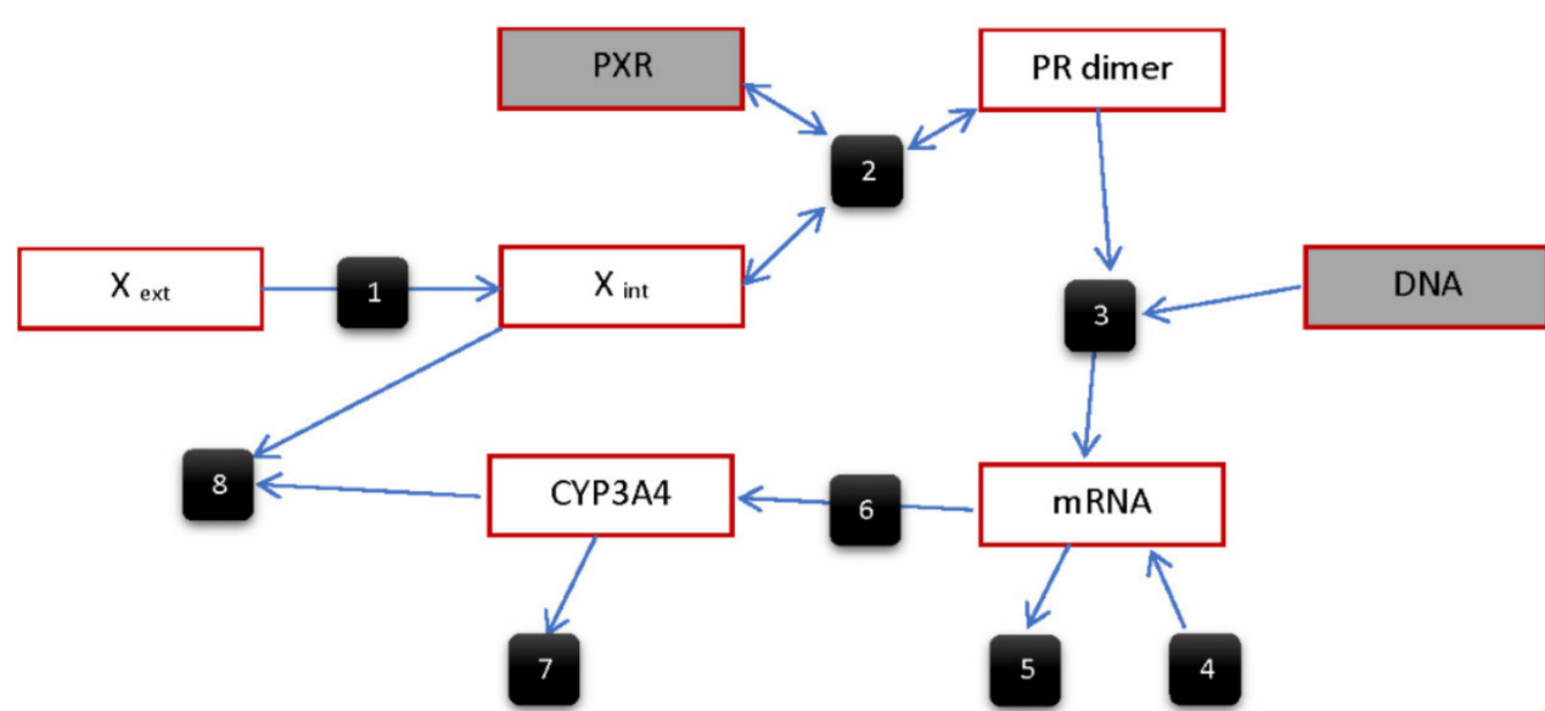 PXR
PR dimer
2
X ext
1
X int
3
DNA
8
CYP3A4
6
mRNA
7
5
4